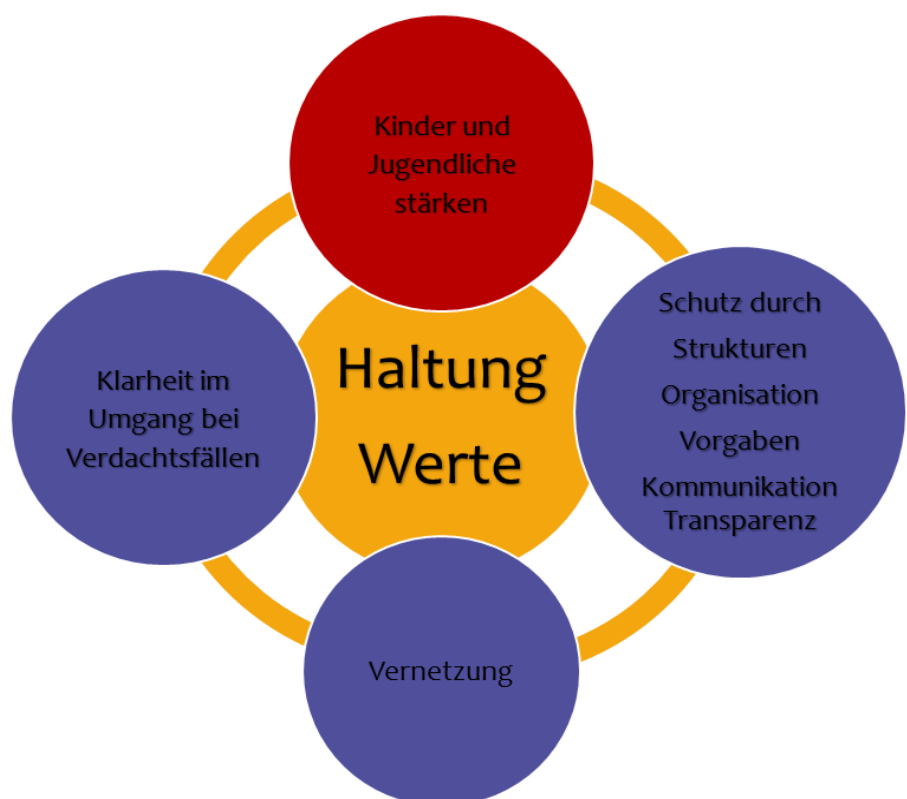 Kinder und
Jugendliche
stärken
Schutz durch
Strukturen
Organisation
Vorgaben
Kommunikation
Transparenz
Haltung
Werte
Klarheit im
Umgang bei
Verdachtsfällen
Vernetzung